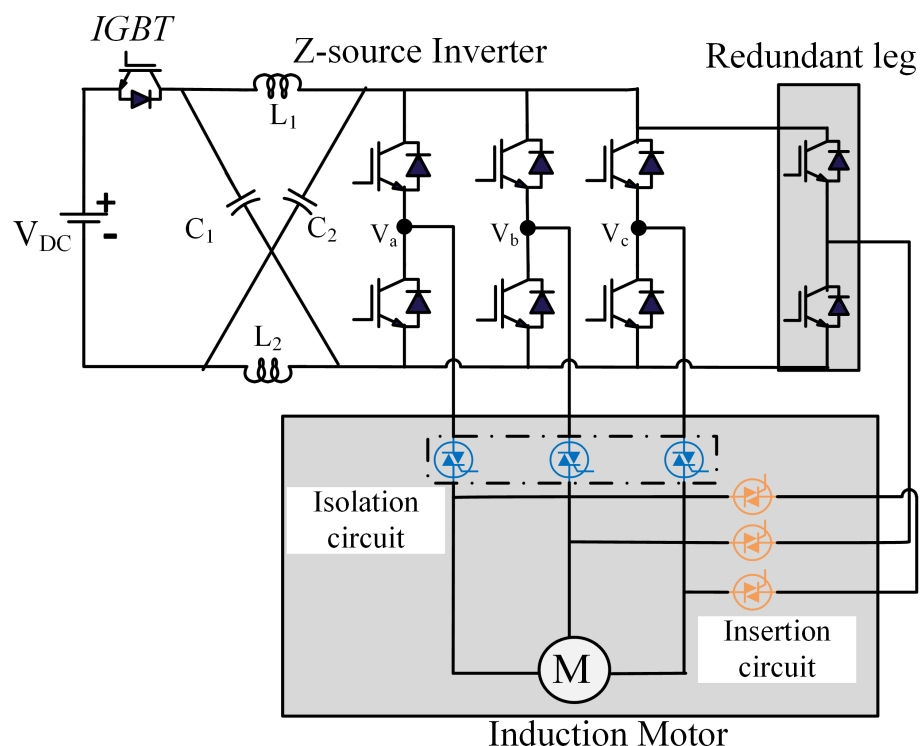 IGBT
Z-source Inverter
Redundant leg
L1
C1
C2
+
-
VDC
Va
Vb
Vc
L2
Isolation
circuit
Insertion
circuit
M
Induction Motor